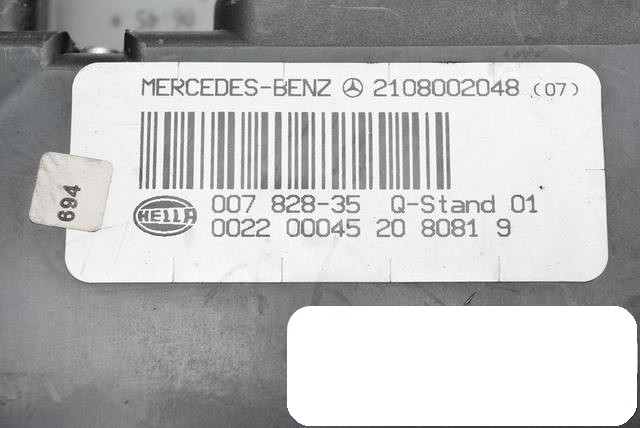 MERCEDES-BENZ 2108002048 (07)
HELLA 007 828-35 Q-Stand 01
0022 00045 20 8081 9
694